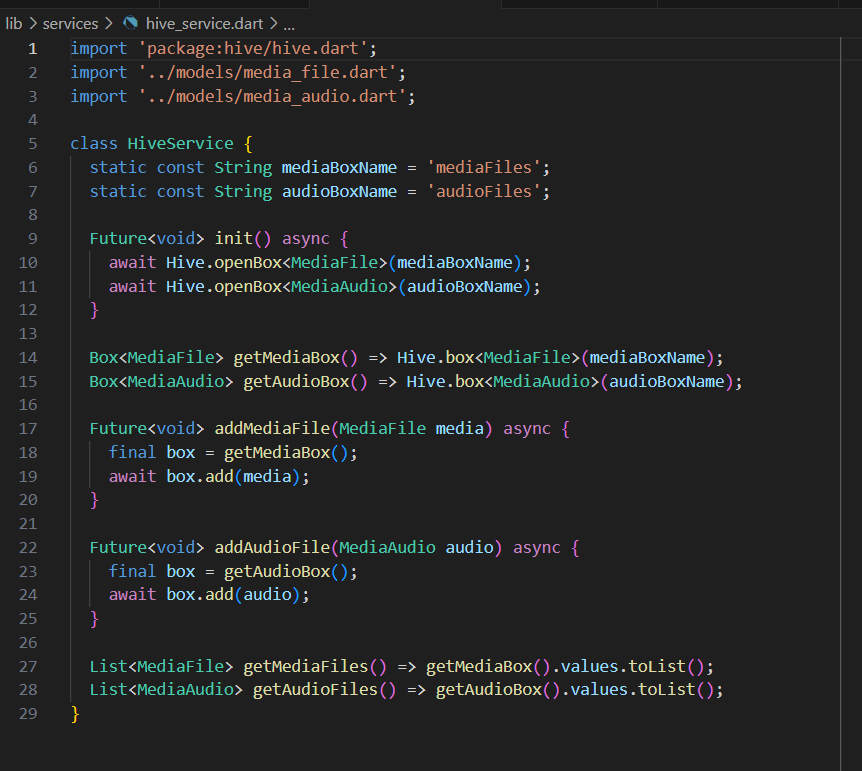 lib > services > hive_service.dart > ...
1 import 'package:hive/hive.dart';
2 import '../models/media_file.dart';
3 import '../models/media_audio.dart';
4
5 class HiveService {
6   static const String mediaBoxName = 'mediaFiles';
7   static const String audioBoxName = 'audioFiles';
8
9   Future<void> init() async {
10     await Hive.openBox<MediaFile>(mediaBoxName);
11     await Hive.openBox<MediaAudio>(audioBoxName);
12   }
13
14   Box<MediaFile> getMediaBox() => Hive.box<MediaFile>(mediaBoxName);
15   Box<MediaAudio> getAudioBox() => Hive.box<MediaAudio>(audioBoxName);
16
17   Future<void> addMediaFile(MediaFile media) async {
18     final box = getMediaBox();
19     await box.add(media);
20   }
21
22   Future<void> addAudioFile(MediaAudio audio) async {
23     final box = getAudioBox();
24     await box.add(audio);
25   }
26
27   List<MediaFile> getMediaFiles() => getMediaBox().values.toList();
28   List<MediaAudio> getAudioFiles() => getAudioBox().values.toList();
29 }